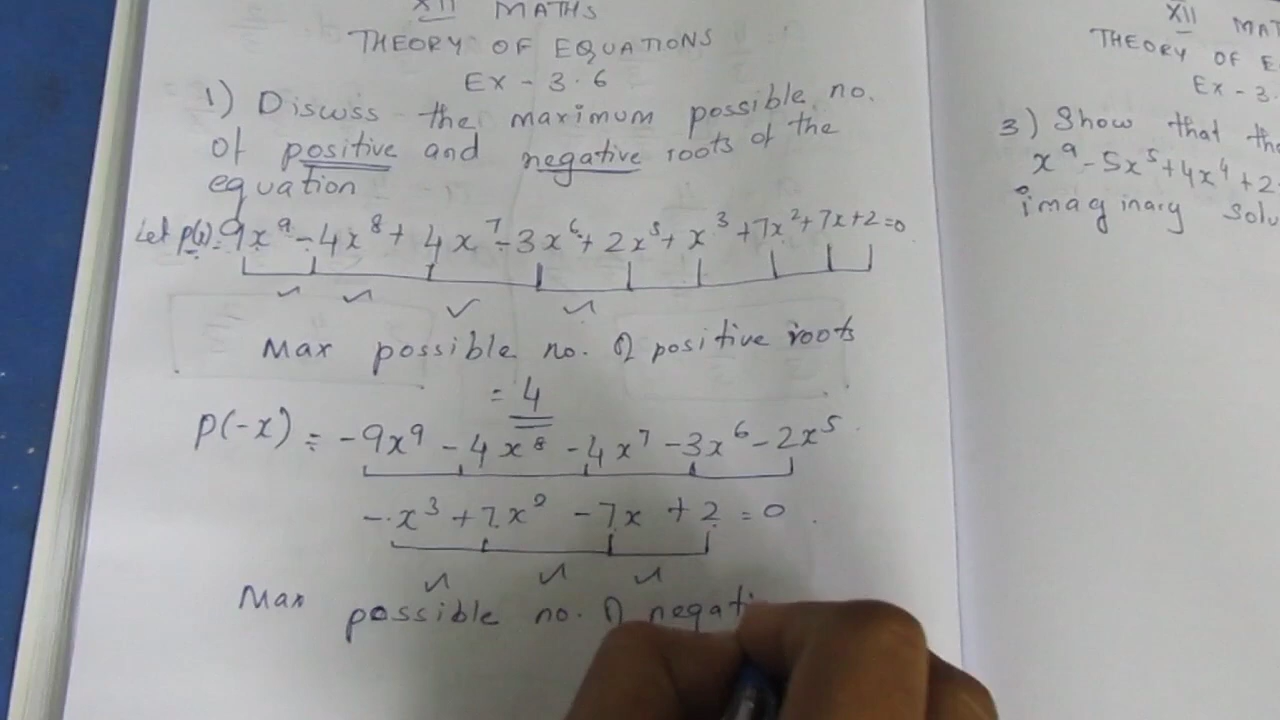 XII MATHS
THEORY OF EQUATIONS
Ex - 3.6
1) Discuss the maximum possible no.
of positive and negative roots of the
equation
Let p(x) = 9x⁹ - 4x⁸ + 4x⁷ - 3x⁶ + 2x⁵ + x³ + 7x² + 7x + 2 = 0
Max possible no. of positive roots
= 4
P(-x) = -9x⁹ - 4x⁸ - 4x⁷ - 3x⁶ - 2x⁵
- x³ + 7x² - 7x + 2 = 0
Max possible no. of negati
XII MAT
THEORY OF E
Ex - 3.
3) Show that the
x⁹ - 5x⁵ + 4x⁴ + 2
imaginary solu